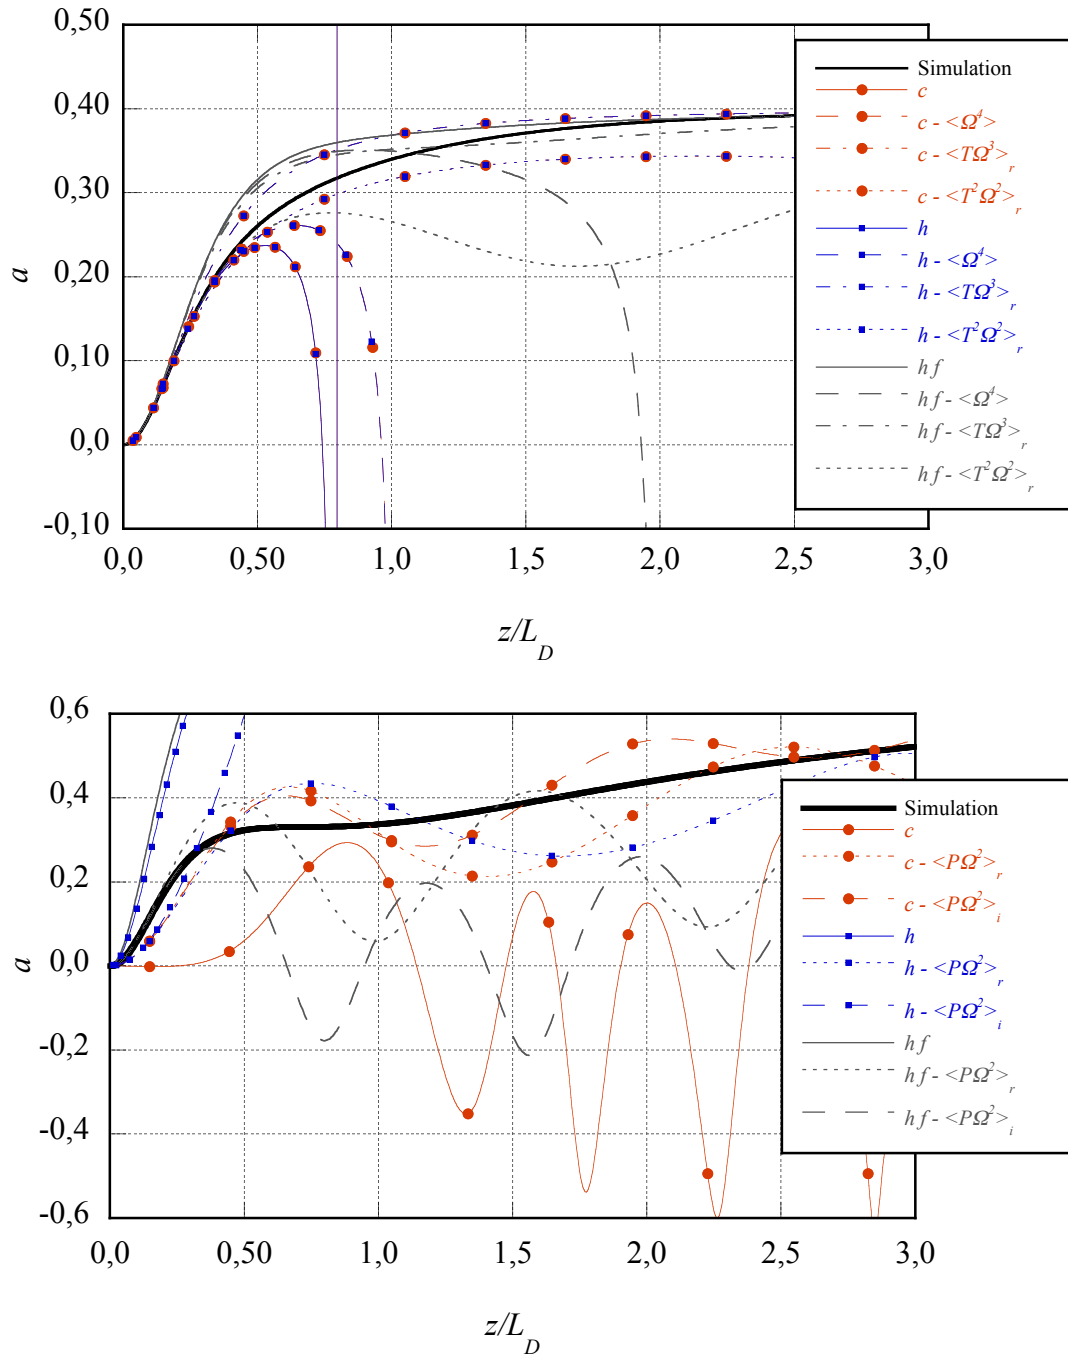 0,50
0,40
0,30
0,20
0,10
0,0
-0,10
a
0,0 0,50 1,0 1,5 2,0 2,5 3,0
z/L_D
Simulation
c
c - <Ω⁴>
c - <TΩ³>_r
c - <T²Ω²>_r
h
h - <Ω⁴>
h - <TΩ³>_r
h - <T²Ω²>_r
h f
h f - <Ω⁴>
h f - <TΩ³>_r
h f - <T²Ω²>_r
0,6
0,4
0,2
0,0
-0,2
-0,4
-0,6
a
0,0 0,50 1,0 1,5 2,0 2,5 3,0
z/L_D
Simulation
c
c - <PΩ²>_r
c - <PΩ²>_i
h
h - <PΩ²>_r
h - <PΩ²>_i
h f
h f - <PΩ²>_r
h f - <PΩ²>_i